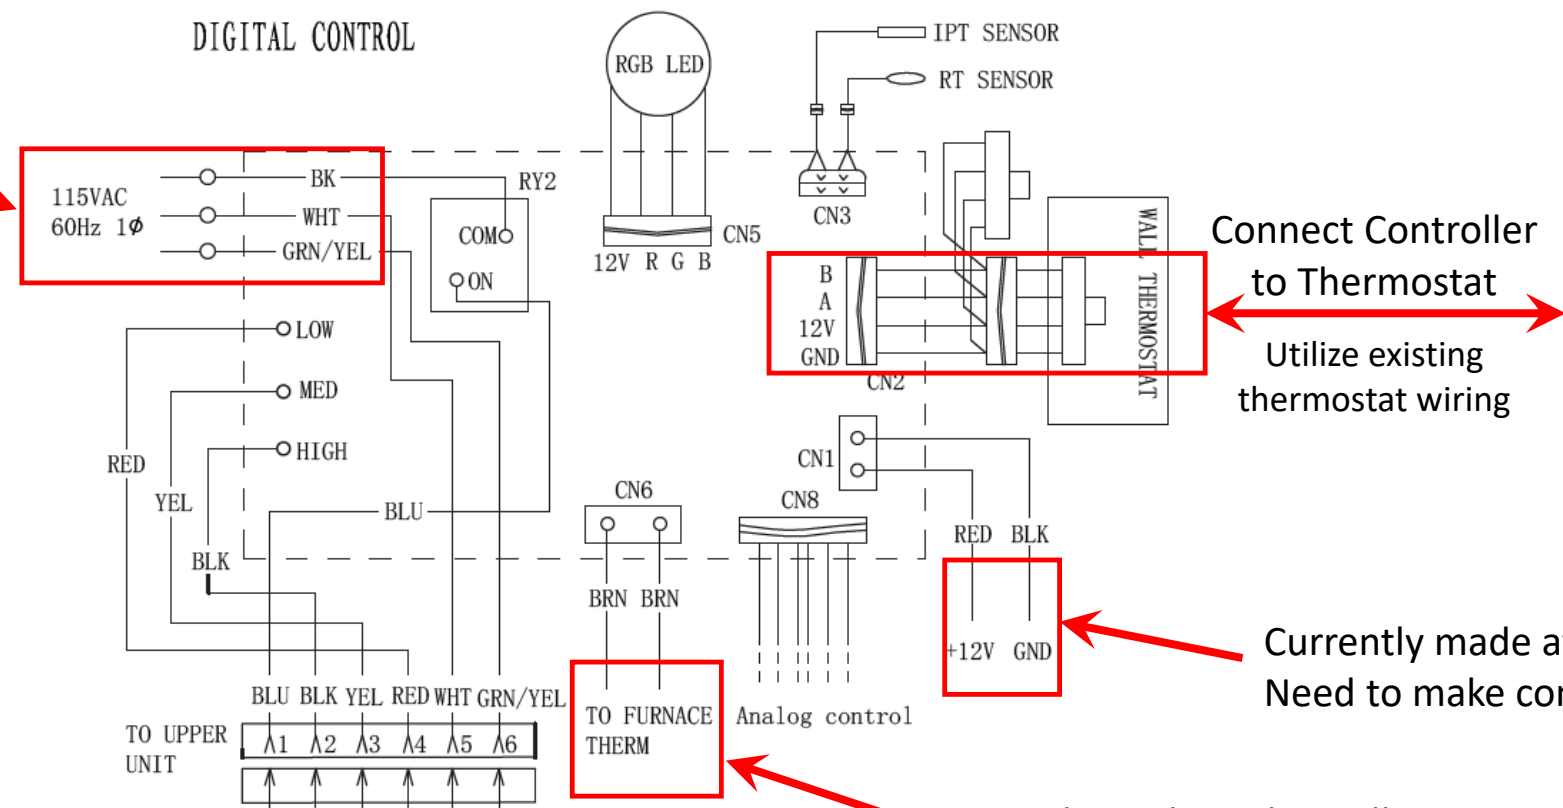 DIGITAL CONTROL
RGB LED
IPT SENSOR
RT SENSOR
115VAC
60Hz 1ϕ
BK
WHT
GRN/YEL
RY2
COM
ON
CN5
12V R G B
CN3
B
A
12V
GND
CN2
WALL THERMOSTAT
Connect Controller
to Thermostat
Utilize existing
thermostat wiring
LOW
MED
HIGH
RED
YEL
BLK
BLU
CN6
CN1
CN8
RED BLK
BRN BRN
+12V GND
Currently made
Need to make
BLU BLK YEL RED WHT GRN/YEL
TO UPPER
UNIT
1 2 3 4 5 6
TO FURNACE
THERM
Analog control